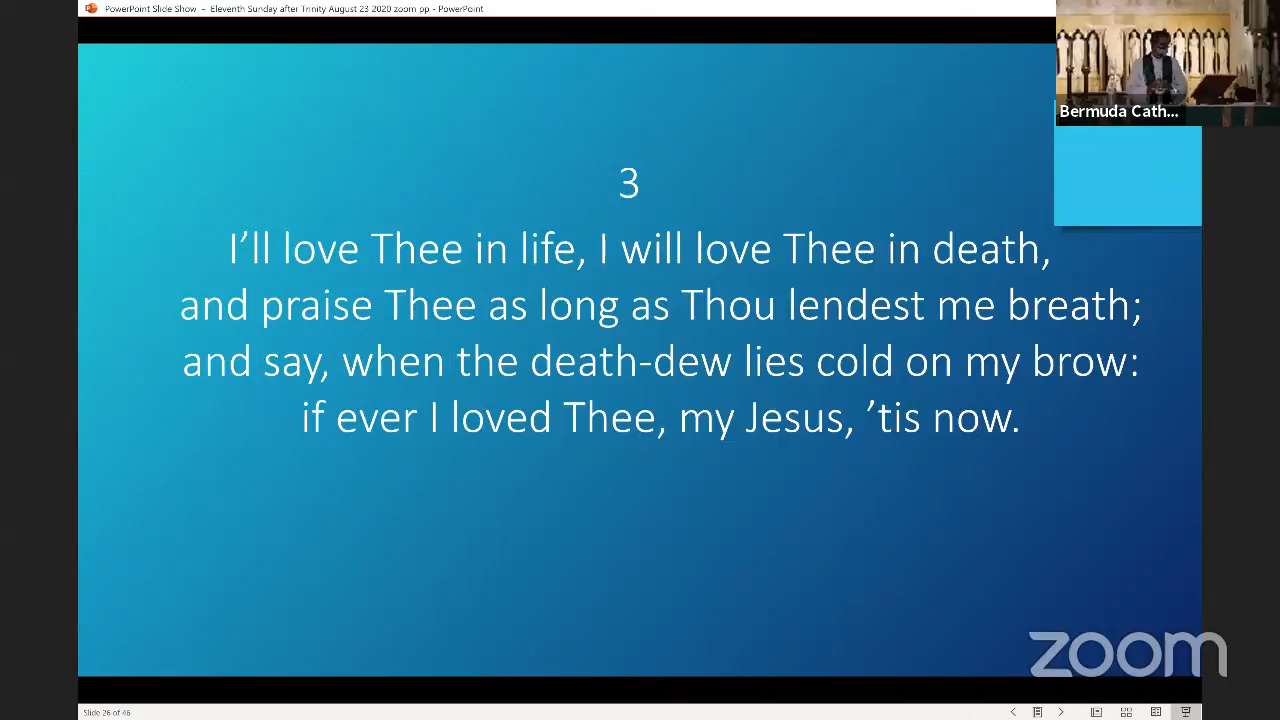 PowerPoint Slide Show – Eleventh Sunday after Trinity August 23 2020 zoom pp - PowerPoint
Bermuda Cath...
3
I’ll love Thee in life, I will love Thee in death,
and praise Thee as long as Thou lendest me breath;
and say, when the death-dew lies cold on my brow:
if ever I loved Thee, my Jesus, ’tis now.
zoom
Slide 26 of 46